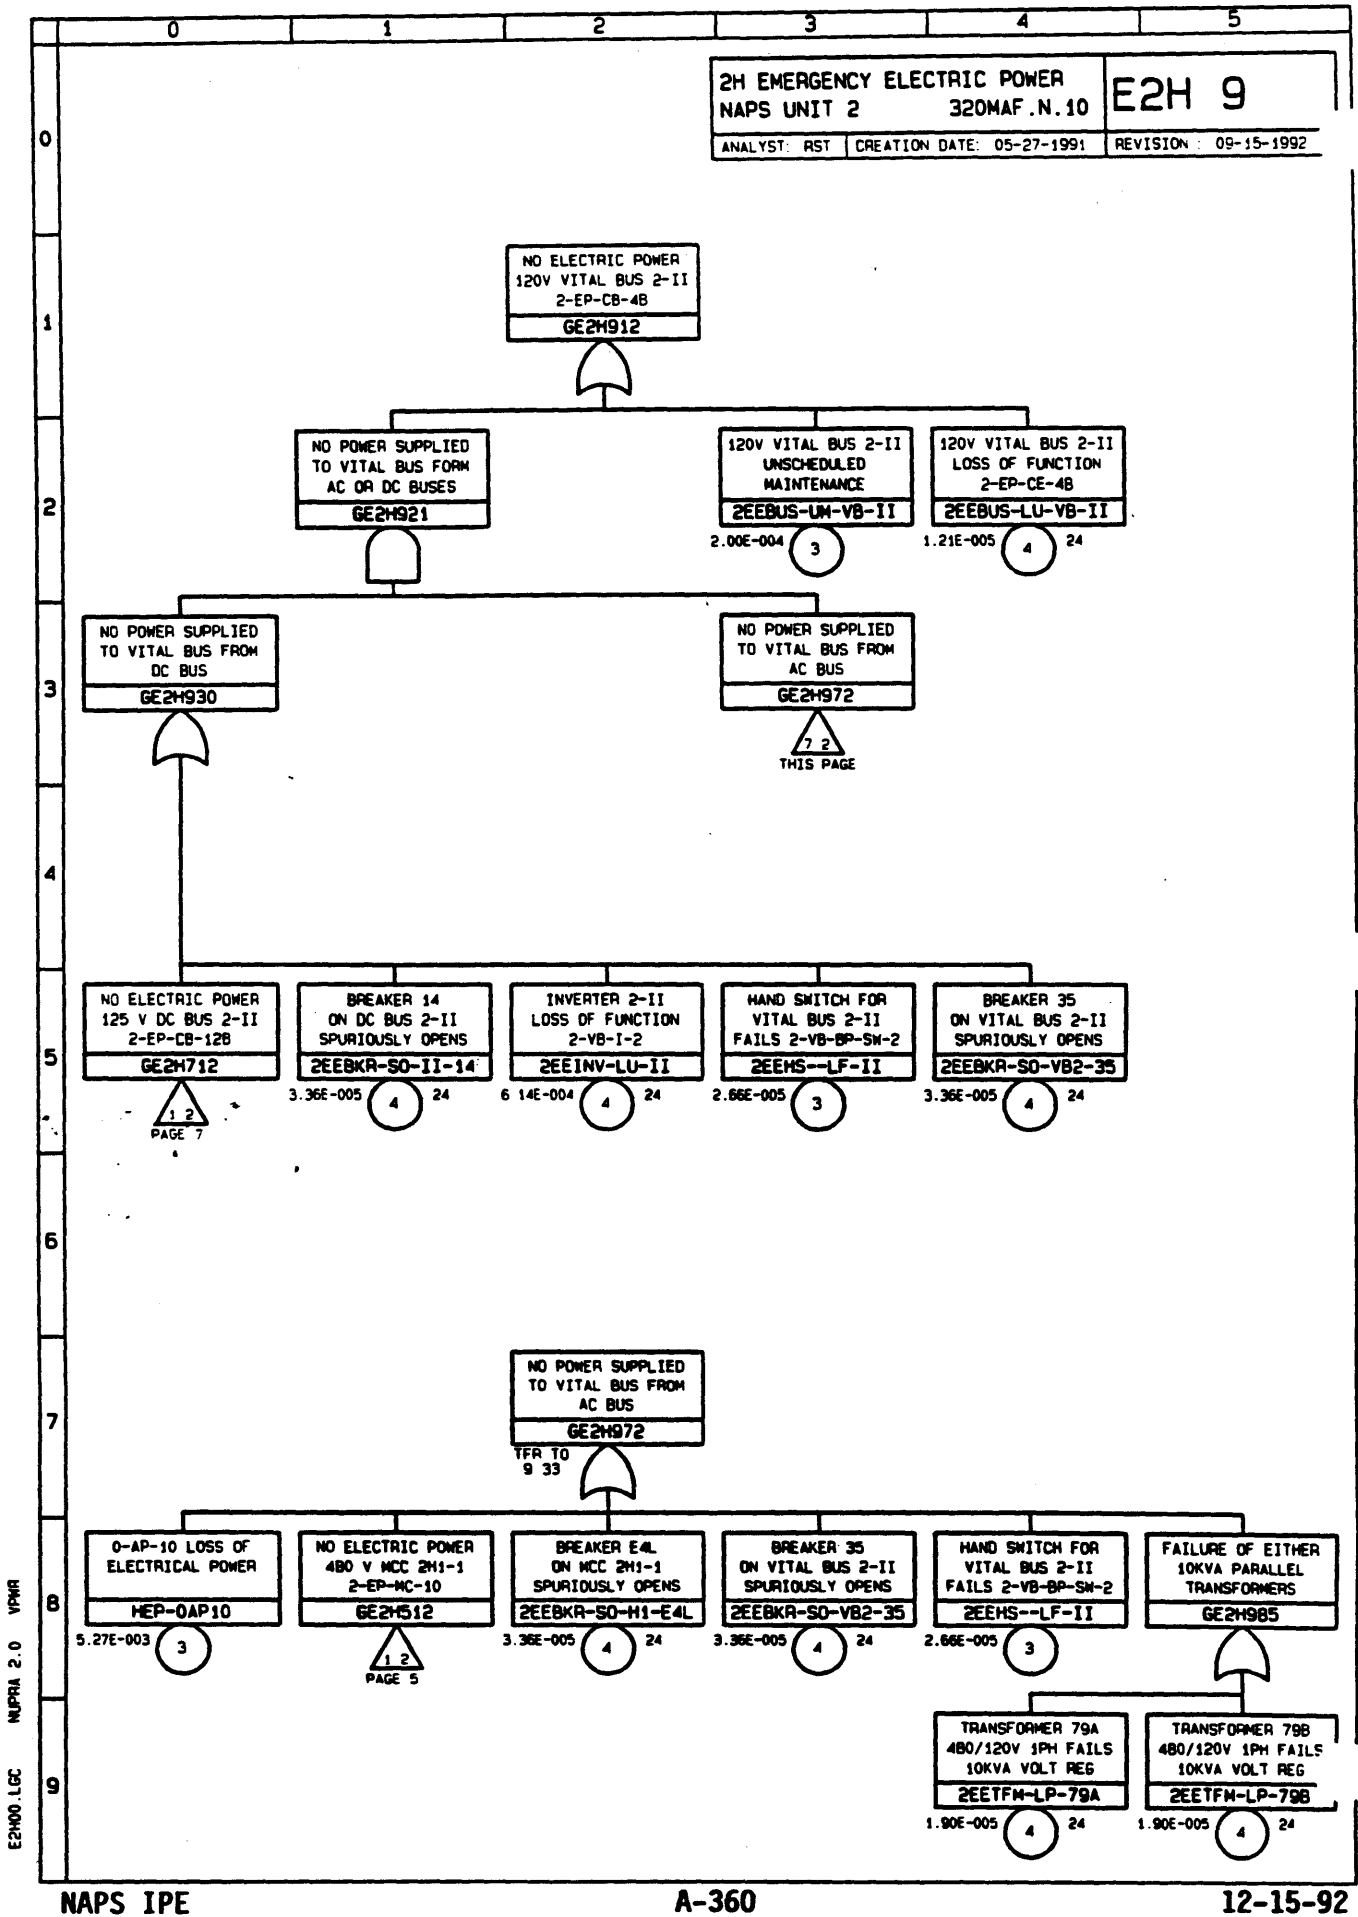 0 1 2 3 4 5
2H EMERGENCY ELECTRIC POWER
NAPS UNIT 2 320MAF.N.10
E2H 9
ANALYST: RST CREATION DATE: 05-27-1991 REVISION : 09-15-1992
0
NO ELECTRIC POWER
120V VITAL BUS 2-II
2-EP-CB-4B
GE2H912
1
NO POWER SUPPLIED
TO VITAL BUS FORM
AC OR DC BUSES
GE2H921
120V VITAL BUS 2-II
UNSCHEDULED
MAINTENANCE
2EEBUS-UM-VB-II
2.00E-004 3
120V VITAL BUS 2-II
LOSS OF FUNCTION
2-EP-CE-4B
2EEBUS-LU-VB-II
1.21E-005 4 24
2
NO POWER SUPPLIED
TO VITAL BUS FROM
DC BUS
GE2H930
NO POWER SUPPLIED
TO VITAL BUS FROM
AC BUS
GE2H972
7 2
THIS PAGE
3
4
NO ELECTRIC POWER
125 V DC BUS 2-II
2-EP-CB-12B
GE2H712
1 2
PAGE 7
BREAKER 14
ON DC BUS 2-II
SPURIOUSLY OPENS
2EEBKR-SO-II-14
3.36E-005 4 24
INVERTER 2-II
LOSS OF FUNCTION
2-VB-I-2
2EEINV-LU-II
6 14E-004 4 24
HAND SWITCH FOR
VITAL BUS 2-II
FAILS 2-VB-BP-SW-2
2EEHS--LF-II
2.66E-005 3
BREAKER 35
ON VITAL BUS 2-II
SPURIOUSLY OPENS
2EEBKR-SO-VB2-35
3.36E-005 4 24
5
6
NO POWER SUPPLIED
TO VITAL BUS FROM
AC BUS
GE2H972
TFR TO
9 33
7
0-AP-10 LOSS OF
ELECTRICAL POWER
HEP-0AP10
5.27E-003 3
NO ELECTRIC POWER
480 V MCC 2H1-1
2-EP-MC-10
GE2H512
1 2
PAGE 5
BREAKER E4L
ON MCC 2H1-1
SPURIOUSLY OPENS
2EEBKR-SO-H1-E4L
3.36E-005 4 24
BREAKER 35
ON VITAL BUS 2-II
SPURIOUSLY OPENS
2EEBKR-SO-VB2-35
3.36E-005 4 24
HAND SWITCH FOR
VITAL BUS 2-II
FAILS 2-VB-BP-SW-2
2EEHS--LF-II
2.66E-005 3
FAILURE OF EITHER
10KVA PARALLEL
TRANSFORMERS
GE2H985
8
TRANSFORMER 79A
480/120V 1PH FAILS
10KVA VOLT REG
2EETFM-LP-79A
1.90E-005 4 24
TRANSFORMER 79B
480/120V 1PH FAILS
10KVA VOLT REG
2EETFM-LP-79B
1.90E-005 4 24
9
E2H00.LGC NUPRA 2.0 VPWR
NAPS IPE A-360 12-15-92